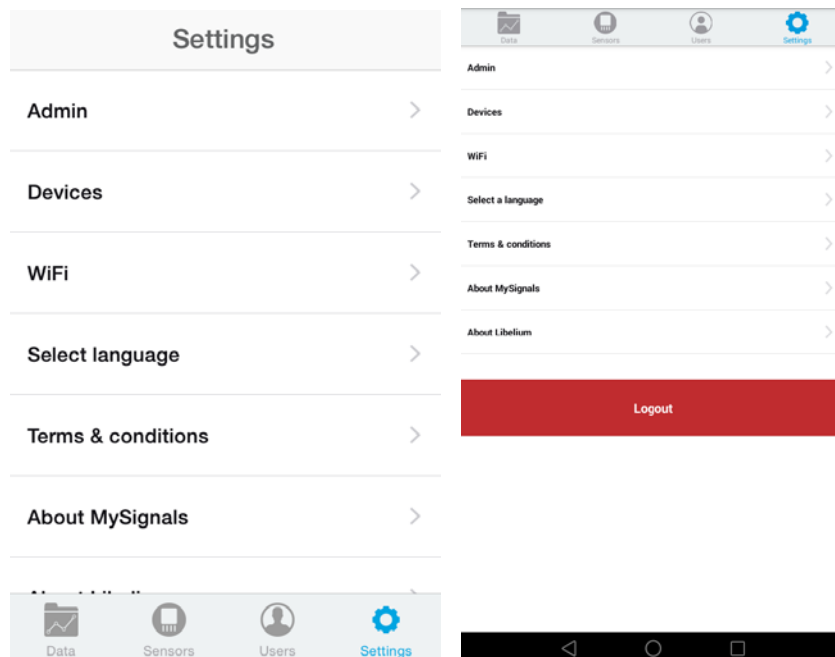 Settings
Admin
Devices
WiFi
Select language
Terms & conditions
About MySignals
Data Sensors Users Settings
Data Sensors Users Settings
Admin
Devices
WiFi
Select a language
Terms & conditions
About MySignals
About Libelium
Logout